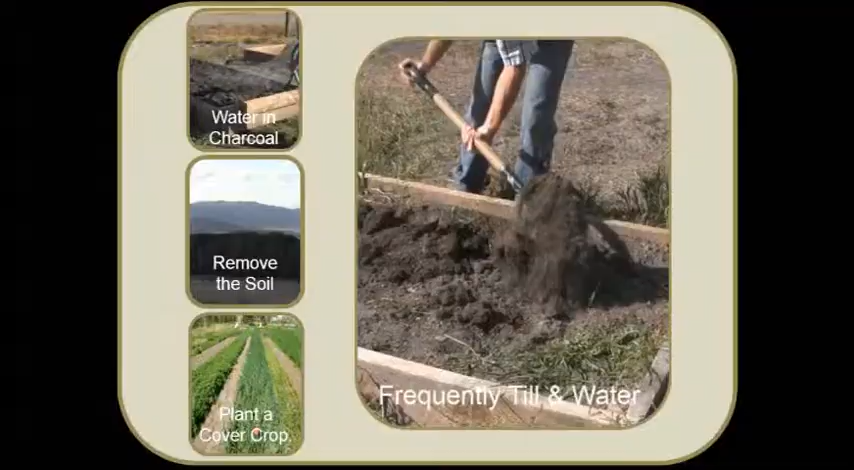 Water in
Charcoal
Remove
the Soil
Plant a
Cover Crop.
Frequently Till & Water